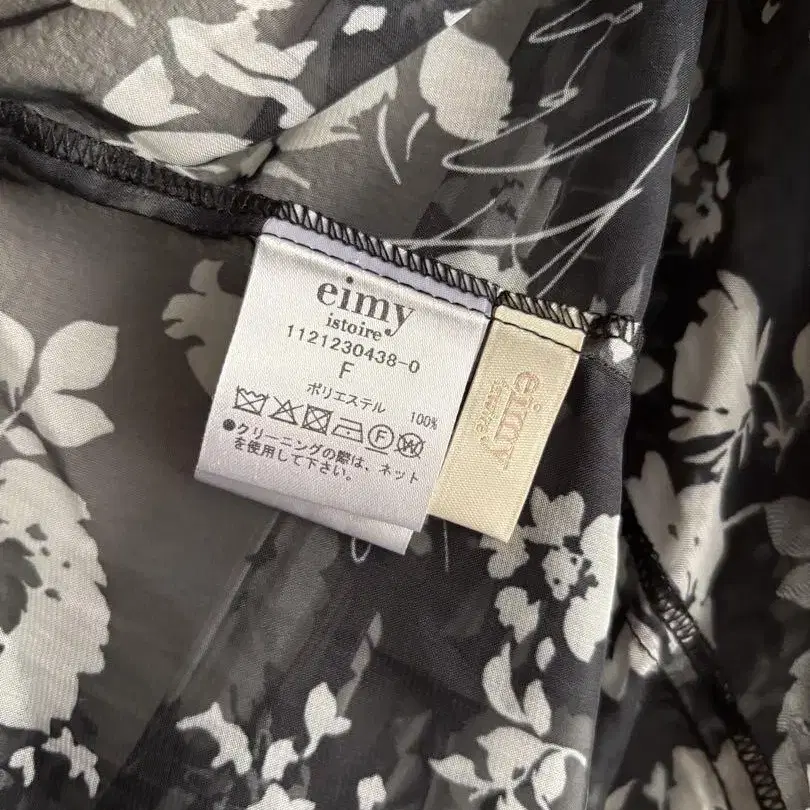 eimy
istoire
1121230438-0
F
ポリエステル 100%
F W
●クリーニングの際は、ネット
を使用して下さい。
eimy
istoire